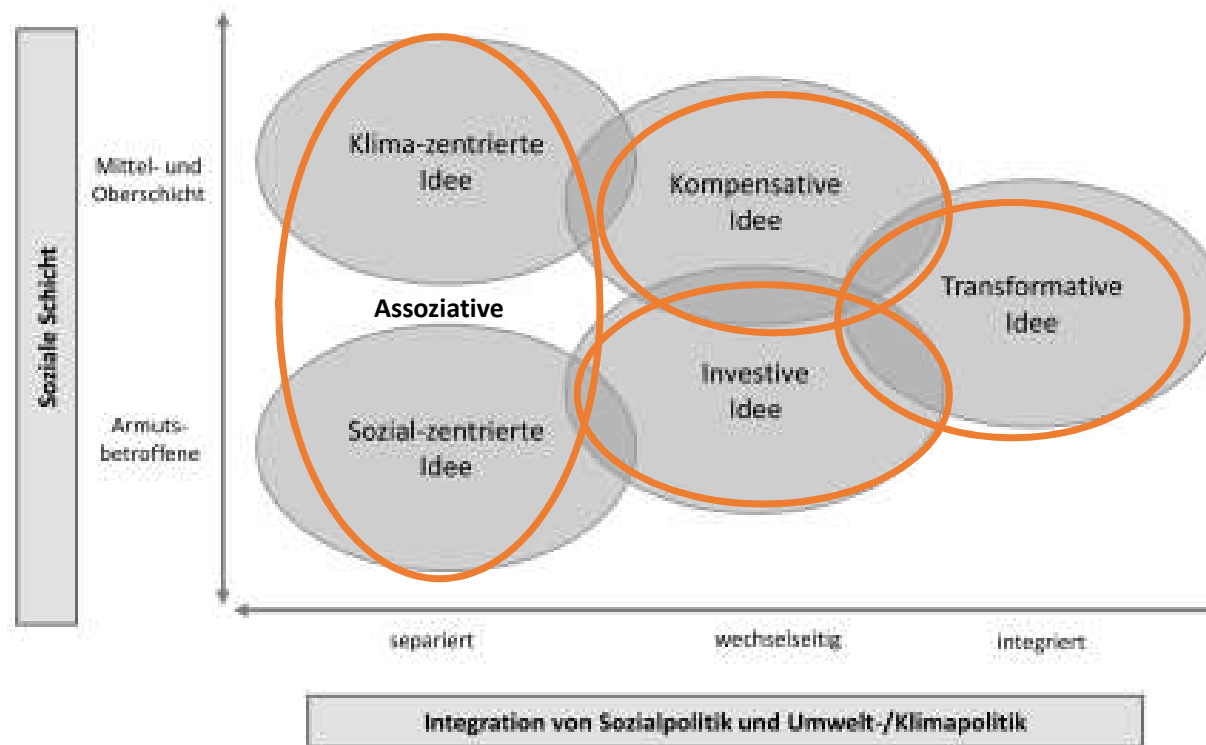 Soziale Schicht
Mittel- und
Oberschicht
Armuts-
betroffene
Klima-zentrierte
Idee
Kompensative
Idee
Transformative
Idee
Assoziative
Investive
Idee
Sozial-zentrierte
Idee
separiert
wechselseitig
integriert
Integration von Sozialpolitik und Umwelt-/Klimapolitik